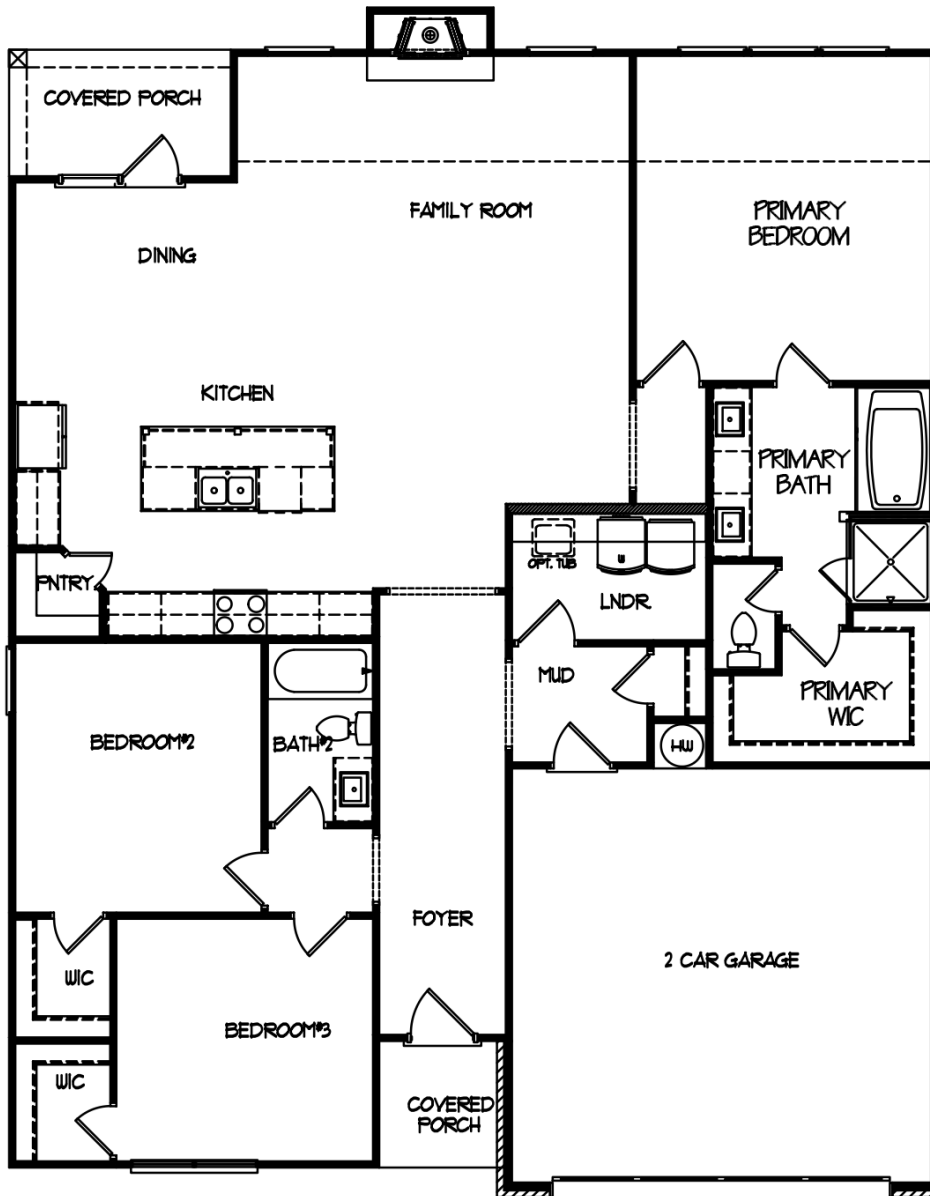 COVERED PORCH
FAMILY ROOM
PRIMARY
BEDROOM
DINING
KITCHEN
PRIMARY
BATH
OPT. TUB
W
PNTRY
LNDR
MUD
PRIMARY
WIC
BEDROOM#2
BATH#2
HW
FOYER
2 CAR GARAGE
WIC
BEDROOM#3
WIC
COVERED
PORCH